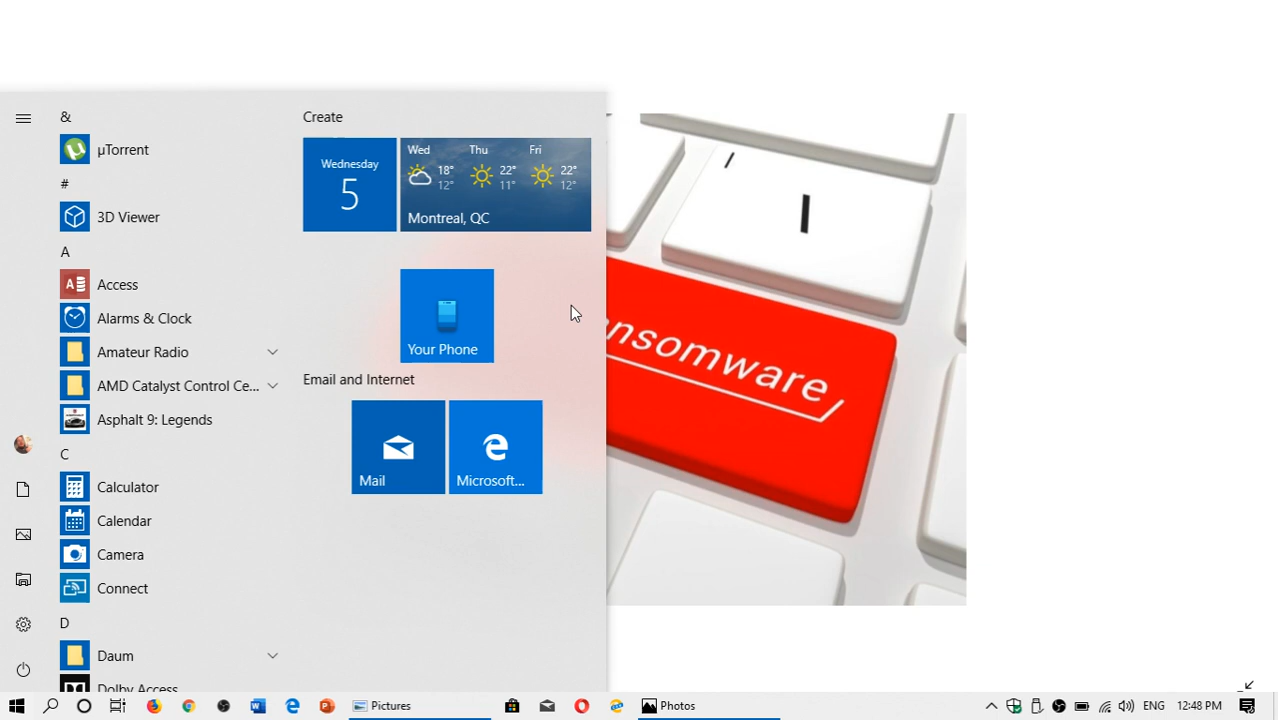 &
µTorrent
#
3D Viewer
A
Access
Alarms & Clock
Amateur Radio
AMD Catalyst Control Ce...
Asphalt 9: Legends
C
Calculator
Calendar
Camera
Connect
D
Daum
Dolby Access
Create
Wednesday
5
Wed Thu Fri
18° 22° 22°
12° 11° 12°
Montreal, QC
Your Phone
Email and Internet
Mail
Microsoft...
nsomware
Pictures
Photos
ENG
12:48 PM